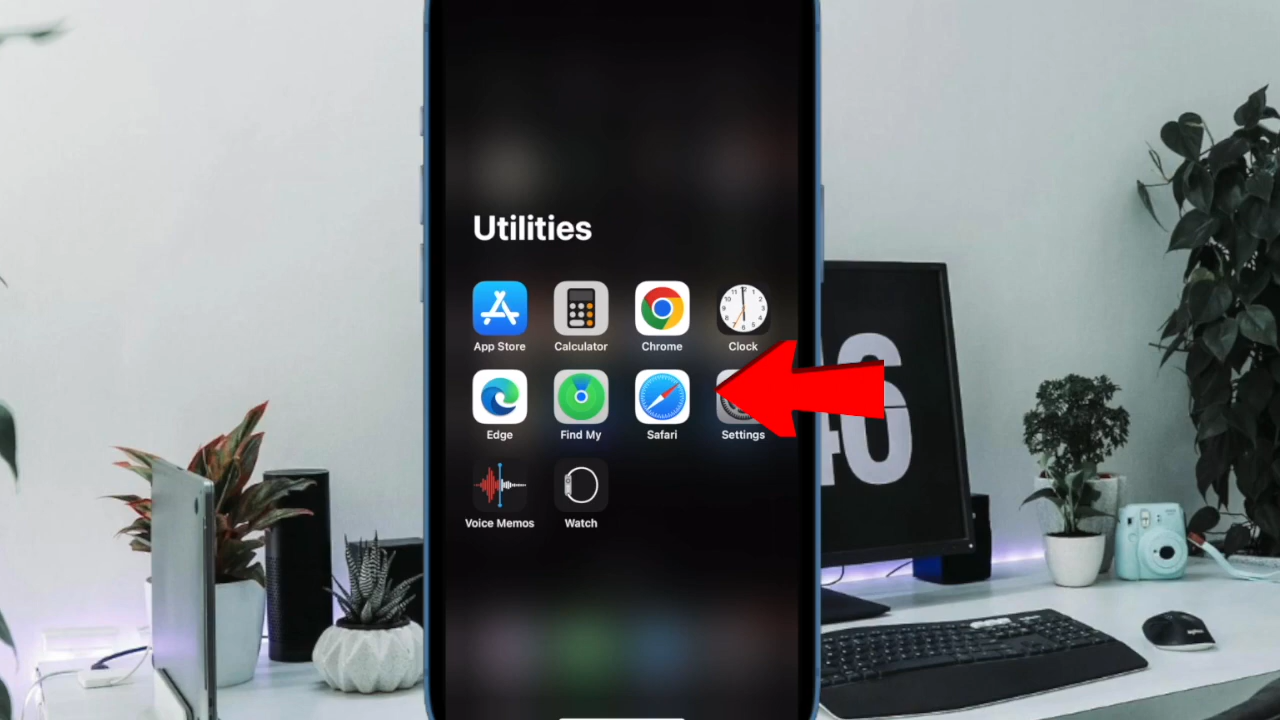 Utilities
App Store
Calculator
Chrome
Clock
Edge
Find My
Safari
Settings
Voice Memos
Watch